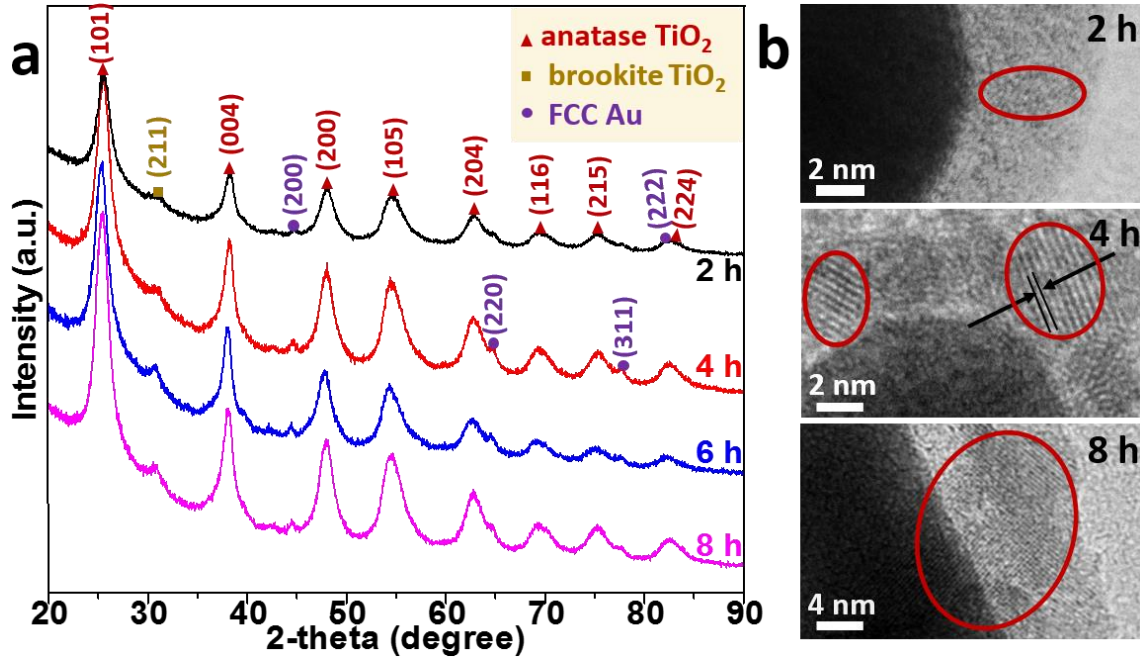 a
▲ anatase TiO₂
■ brookite TiO₂
● FCC Au
(101)
(211)
(004)
(200)
(200)
(105)
(204)
(116)
(215)
(222)
(224)
2 h
(220)
(311)
4 h
6 h
8 h
Intensity (a.u.)
20 30 40 50 60 70 80 90
2-theta (degree)
b
2 h
2 nm
4 h
2 nm
8 h
4 nm